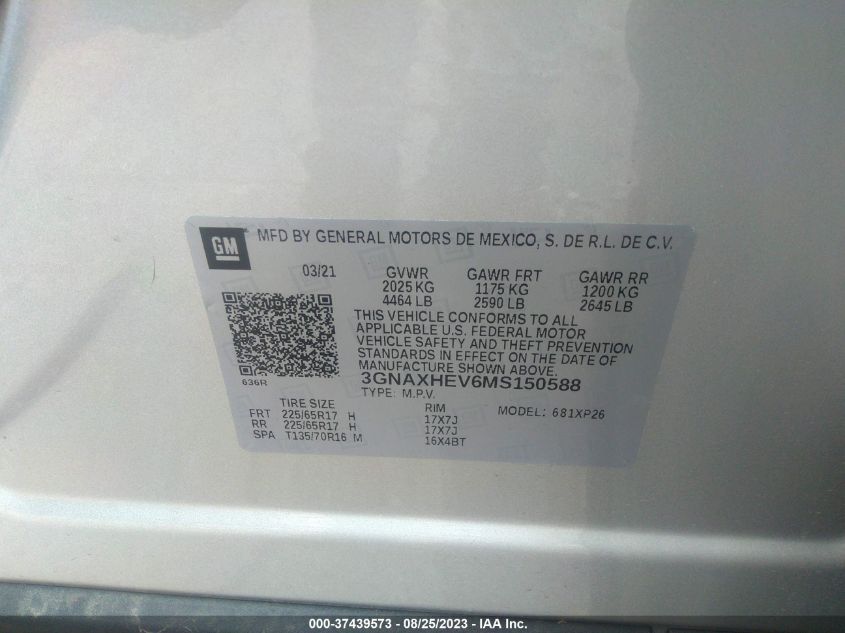 GM MFD BY GENERAL MOTORS DE MEXICO, S. DE R.L. DE C.V.
03/21 GVWR GAWR FRT GAWR RR
2025 KG 1175 KG 1200 KG
4464 LB 2590 LB 2645 LB
THIS VEHICLE CONFORMS TO ALL
APPLICABLE U.S. FEDERAL MOTOR
VEHICLE SAFETY AND THEFT PREVENTION
STANDARDS IN EFFECT ON THE DATE OF
MANUFACTURE SHOWN ABOVE.
636R 3GNAXHEV6MS150588
TYPE: M.P.V.
TIRE SIZE RIM MODEL: 681XP26
FRT 225/65R17 H 17X7J
RR 225/65R17 H 17X7J
SPA T135/70R16 M 16X4BT
000-37439573 - 08/25/2023 - IAA Inc.